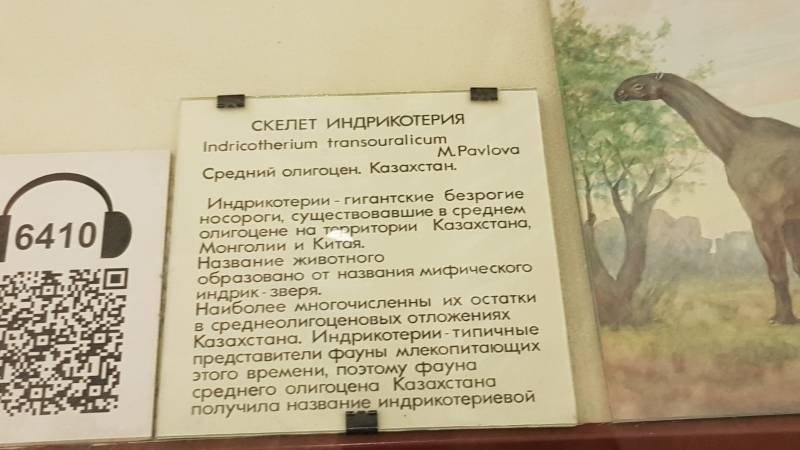 6410
СКЕЛЕТ ИНДРИКОТЕРИЯ
Indricotherium transouralicum
M.Pavlova
Средний олигоцен. Казахстан.
Индрикотерии - гигантские безрогие
носороги, существовавшие в среднем
олигоцене на территории Казахстана,
Монголии и Китая.
Название животного
образовано от названия мифического
индрик-зверя.
Наиболее многочисленны их остатки
в среднеолигоценовых отложениях
Казахстана. Индрикотерии - типичные
представители фауны млекопитающих
этого времени, поэтому фауна
среднего олигоцена Казахстана
получила название индрикотериевой